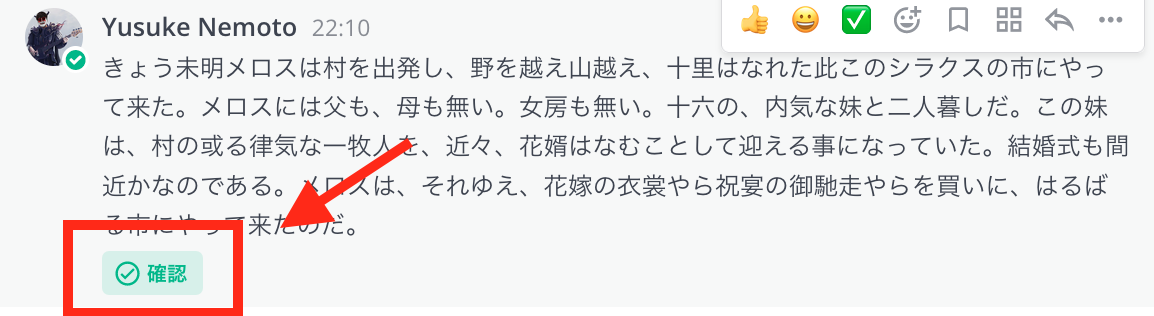 Yusuke Nemoto 22:10
きょう未明メロスは村を出発し、野を越え山越え、十里はなれた此このシラクスの市にやっ
て来た。メロスには父も、母も無い。女房も無い。十六の、内気な妹と二人暮しだ。この妹
は、村の或る律気な一牧人を、近々、花婿はなむことして迎える事になっていた。結婚式も間
近かなのである。メロスは、それゆえ、花嫁の衣裳やら祝宴の御馳走やらを買いに、はるば
る市にやって来たのだ。
確認